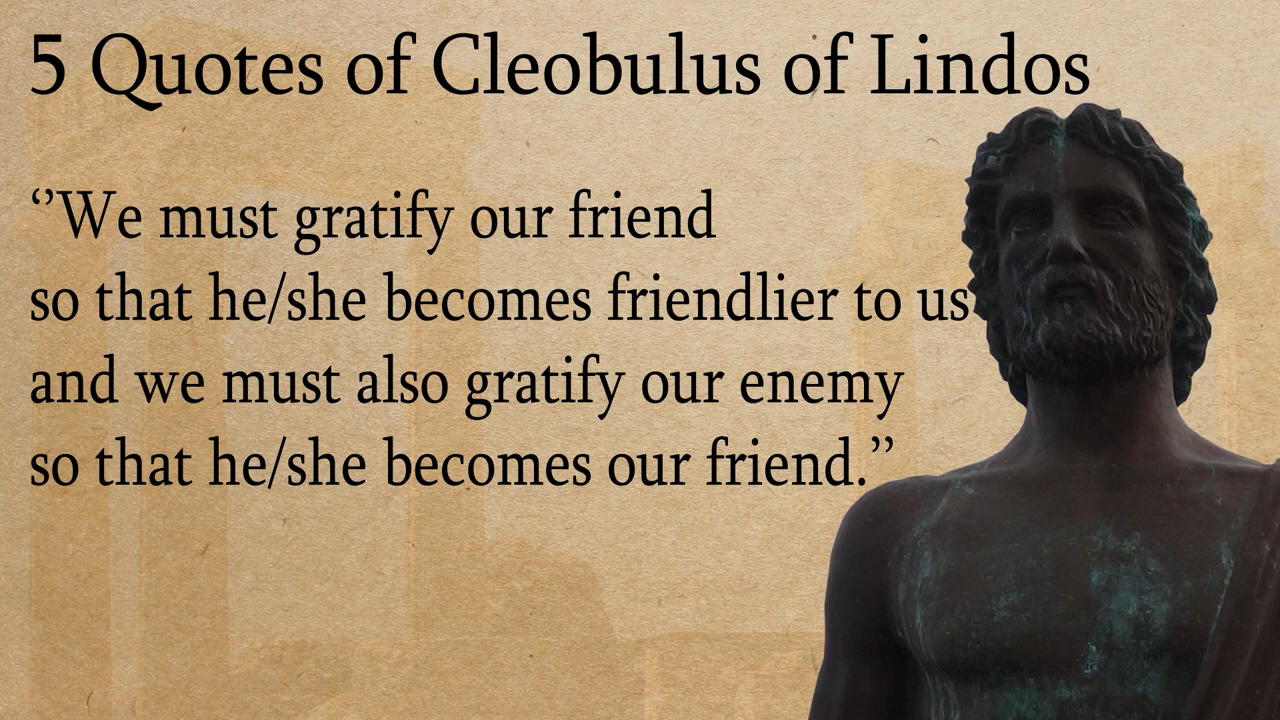 5 Quotes of Cleobulus of Lindos
‘’We must gratify our friend
so that he/she becomes friendlier to us
and we must also gratify our enemy
so that he/she becomes our friend.’’